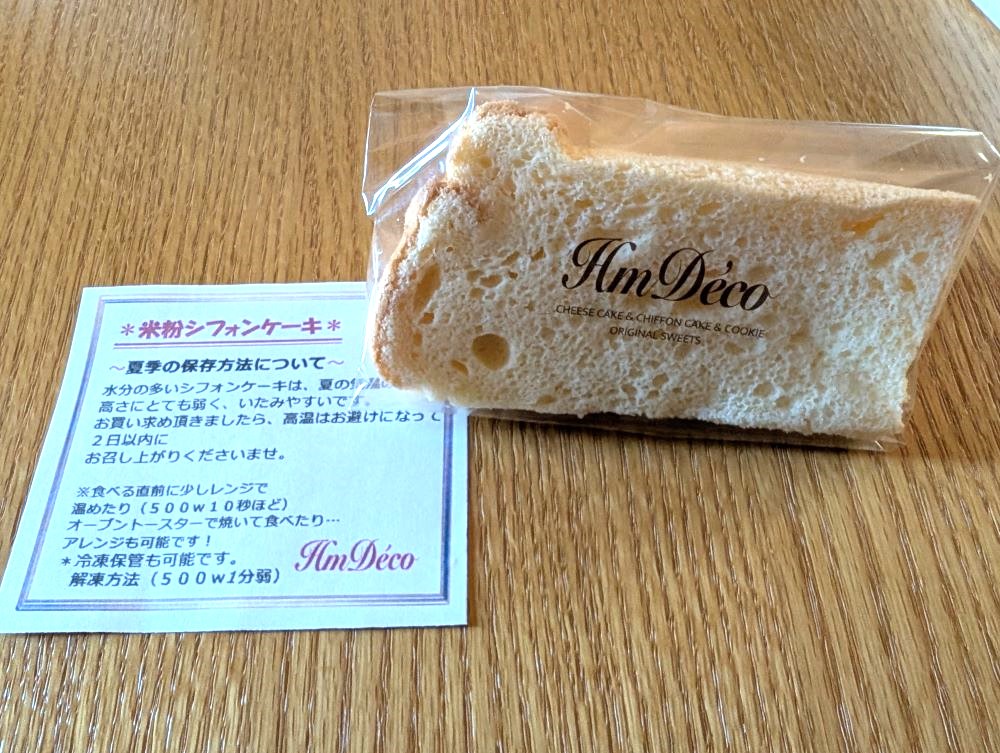 *米粉シフォンケーキ*
～夏季の保存方法について～
水分の多いシフォンケーキは、夏の
高さにとても弱く、いたみやすいです。
お買い求め頂きましたら、高温はお避けになって
２日以内に
お召し上がりくださいませ。
※食べる直前に少しレンジで
温めたり（５００ｗ１０秒ほど）
オーブントースターで焼いて食べたり…
アレンジも可能です！
*冷凍保管も可能です。
解凍方法（５００ｗ1分弱）
HmDéco
HmDéco
CHEESE CAKE & CHIFFON CAKE & COOKIE
ORIGINAL SWEETS